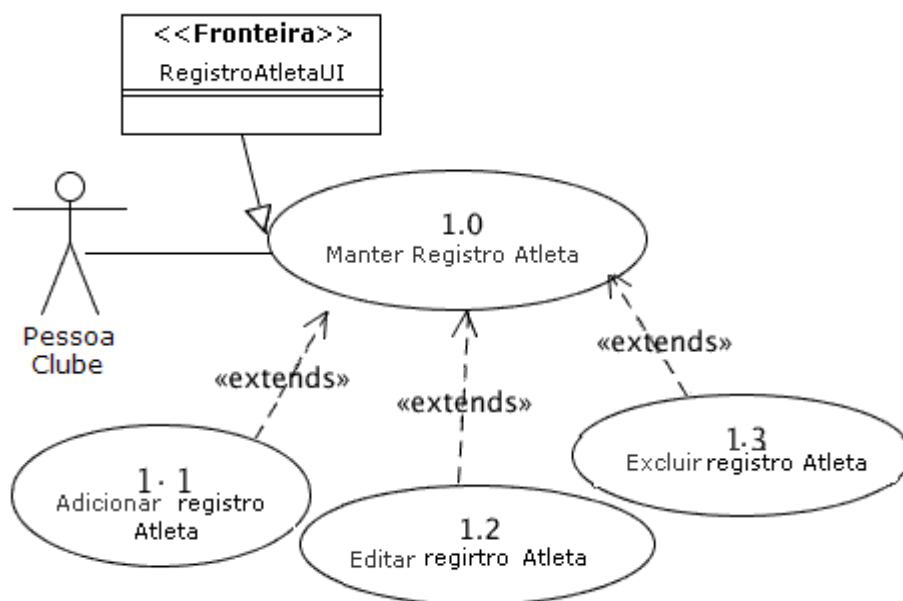 <<Fronteira>>
RegistroAtletaUI
1.0
Manter Registro Atleta
Pessoa
Clube
«extends»
«extends»
«extends»
1.1
Adicionar registro
Atleta
1.2
Editar regirtro Atleta
1.3
Excluir registro Atleta